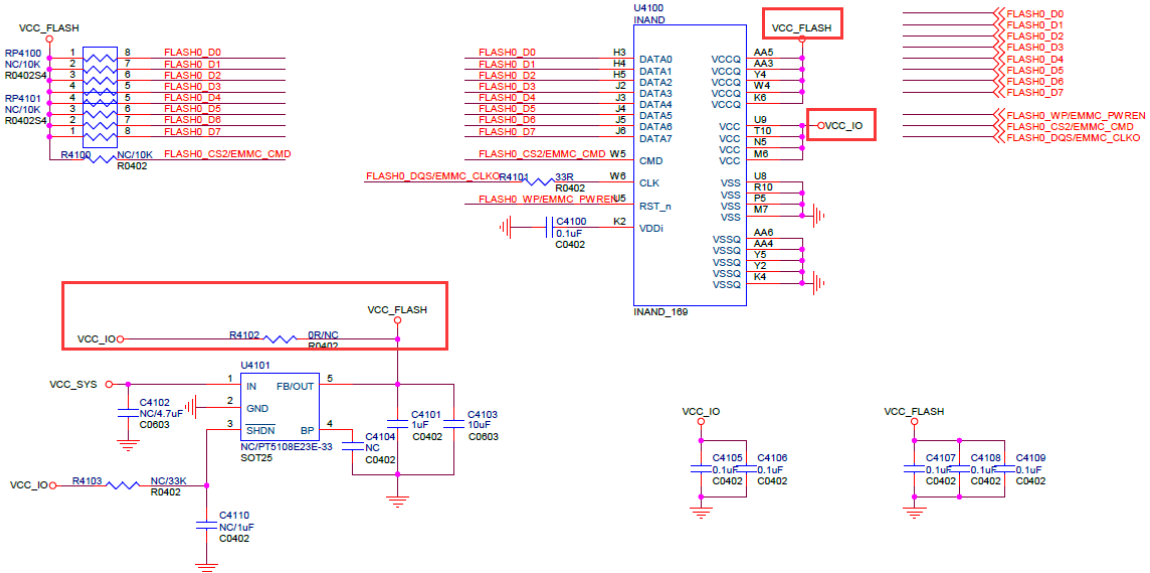 VCC_FLASH
RP4100
NC/10K
R0402S4
RP4101
NC/10K
R0402S4
1 8 FLASH0_D0
2 7 FLASH0_D1
3 6 FLASH0_D2
4 5 FLASH0_D3
4 5 FLASH0_D4
3 6 FLASH0_D5
2 7 FLASH0_D6
1 8 FLASH0_D7
R4100 NC/10K FLASH0_CS2/EMMC_CMD
R0402
U4100
INAND
FLASH0_D0 H3 DATA0
FLASH0_D1 H4 DATA1
FLASH0_D2 H5 DATA2
FLASH0_D3 J2 DATA3
FLASH0_D4 J3 DATA4
FLASH0_D5 J4 DATA5
FLASH0_D6 J5 DATA6
FLASH0_D7 J6 DATA7
FLASH0_CS2/EMMC_CMD W5 CMD
FLASH0_DQS/EMMC_CLKO R4101 33R W6 CLK
R0402
FLASH0_WP/EMMC_PWREN U5 RST_n
C4100 K2 VDDi
0.1uF
C0402
VCC_FLASH
VCCQ AA5
VCCQ AA3
VCCQ Y4
VCCQ W4
VCCQ K6
VCC U9 VCC_IO
VCC T10
VCC N5
VCC M6
VSS U8
VSS R10
VSS P5
VSS M7
VSSQ AA6
VSSQ AA4
VSSQ Y5
VSSQ Y2
VSSQ K4
INAND_169
FLASH0_D0
FLASH0_D1
FLASH0_D2
FLASH0_D3
FLASH0_D4
FLASH0_D5
FLASH0_D6
FLASH0_D7
FLASH0_WP/EMMC_PWREN
FLASH0_CS2/EMMC_CMD
FLASH0_DQS/EMMC_CLKO
VCC_FLASH
VCC_IO R4102 0R/NC
R0402
U4101
VCC_SYS 1 IN FB/OUT 5
2 GND
3 SHDN BP 4
NC/PT5108E23E-33
SOT25
C4102
NC/4.7uF
C0603
C4104
NC
C0402
C4101
1uF
C0402
C4103
10uF
C0603
VCC_IO R4103 NC/33K
R0402
C4110
NC/1uF
C0402
VCC_IO
C4105 C4106
0.1uF 0.1uF
C0402 C0402
VCC_FLASH
C4107 C4108 C4109
0.1uF 0.1uF 0.1uF
C0402 C0402 C0402